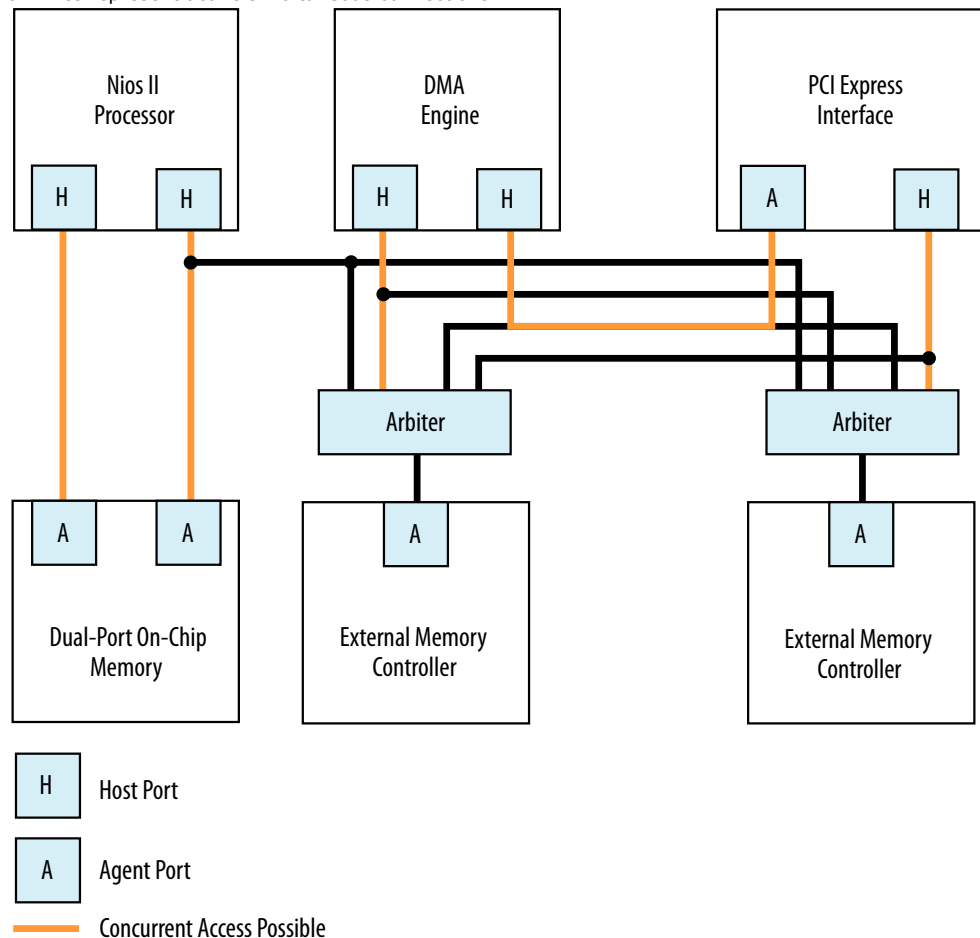 Nios II
Processor
DMA
Engine
PCI Express
Interface
H
H
H
H
A
H
Arbiter
Arbiter
A
A
A
A
Dual-Port On-Chip
Memory
External Memory
Controller
External Memory
Controller
H
Host Port
A
Agent Port
Concurrent Access Possible